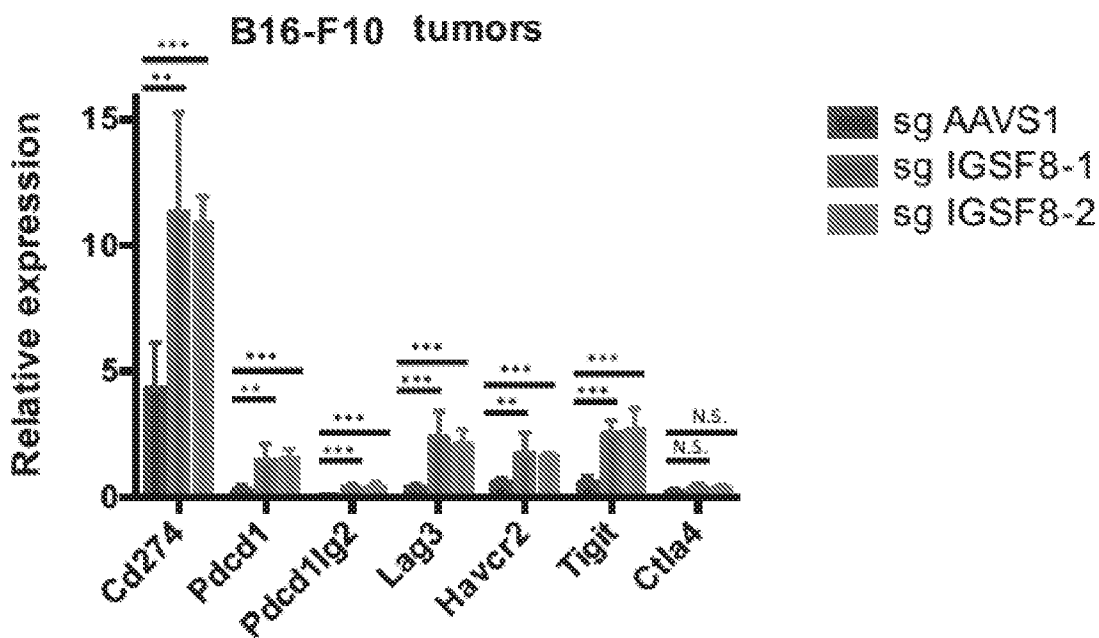 B16-F10 tumors
Relative expression
15
10
5
0
*** 
**
***
**
***
***
***
***
***
**
***
***
N.S.
N.S.
Cd274
Pdcd1
Pdcd1lg2
Lag3
Havcr2
Tigit
Ctla4
sg AAVS1
sg IGSF8-1
sg IGSF8-2